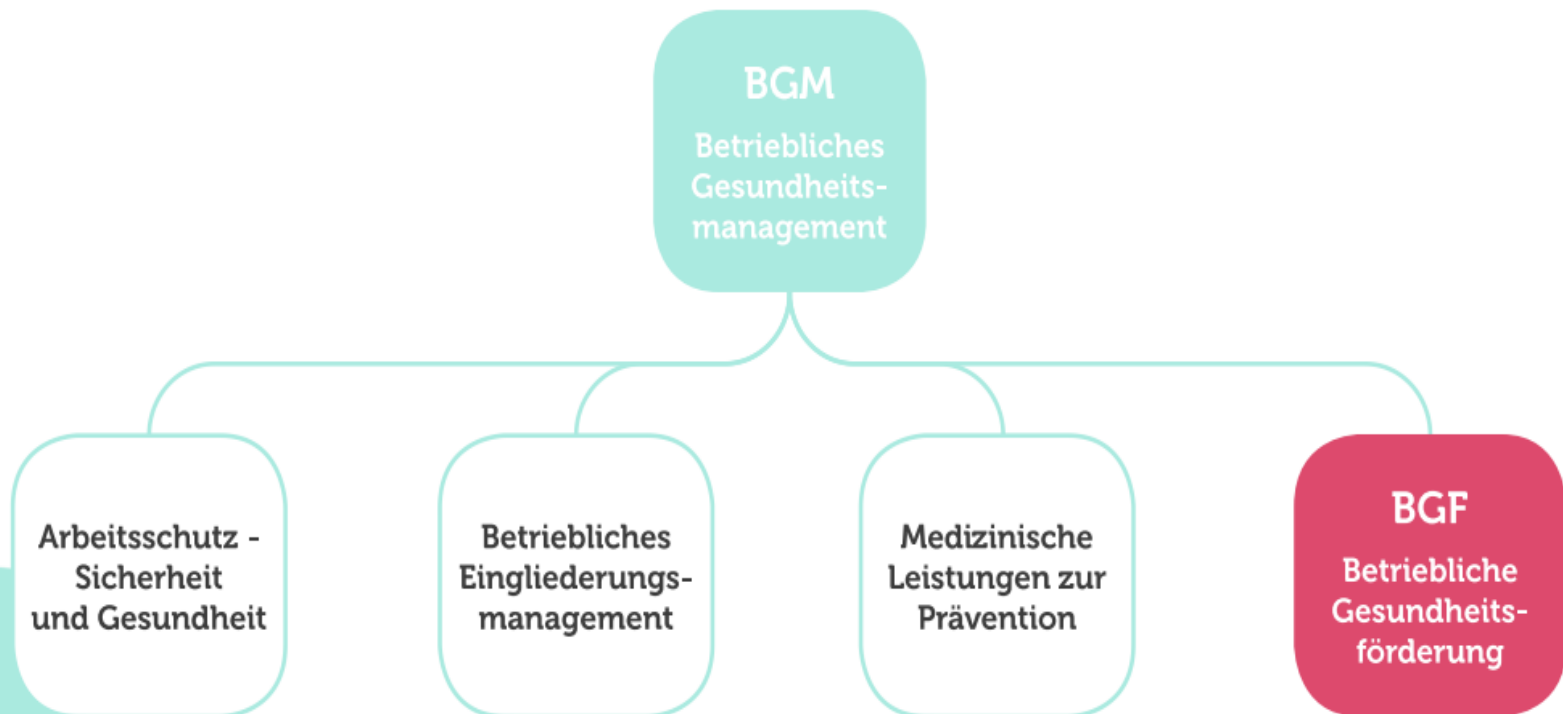 BGM
Betriebliches
Gesundheits-
management
Arbeitsschutz -
Sicherheit
und Gesundheit
Betriebliches
Eingliederungs-
management
Medizinische
Leistungen zur
Prävention
BGF
Betriebliche
Gesundheits-
förderung